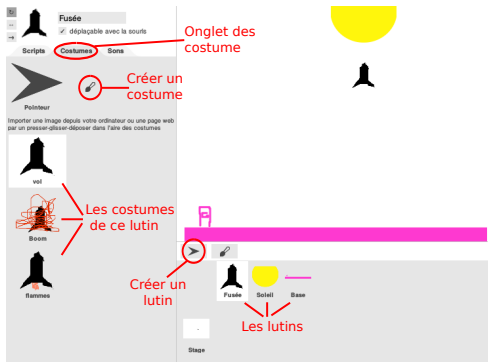 Fusée
déplaçable avec la souris
Scripts Costumes Sons
Onglet des
costume
Créer un
costume
Pointeur
Importer une image depuis votre ordinateur ou une page web
par un presser-glisser-déposer dans l'aire des costumes
vol
Les costumes
de ce lutin
Boom
flammes
Créer un
lutin
Fusée Soleil Base
Les lutins
Stage